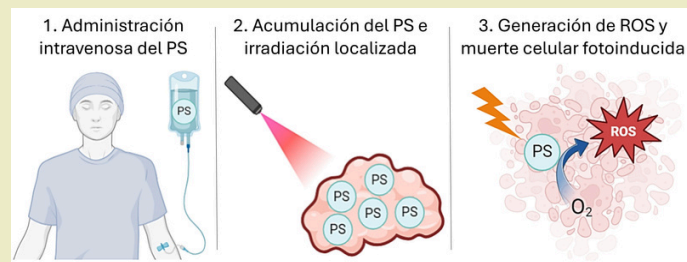 1. Administración
intravenosa del PS
PS
2. Acumulación del PS e
irradiación localizada
PS
PS
PS
PS
PS
3. Generación de ROS y
muerte celular fotoinducida
ROS
PS
O₂